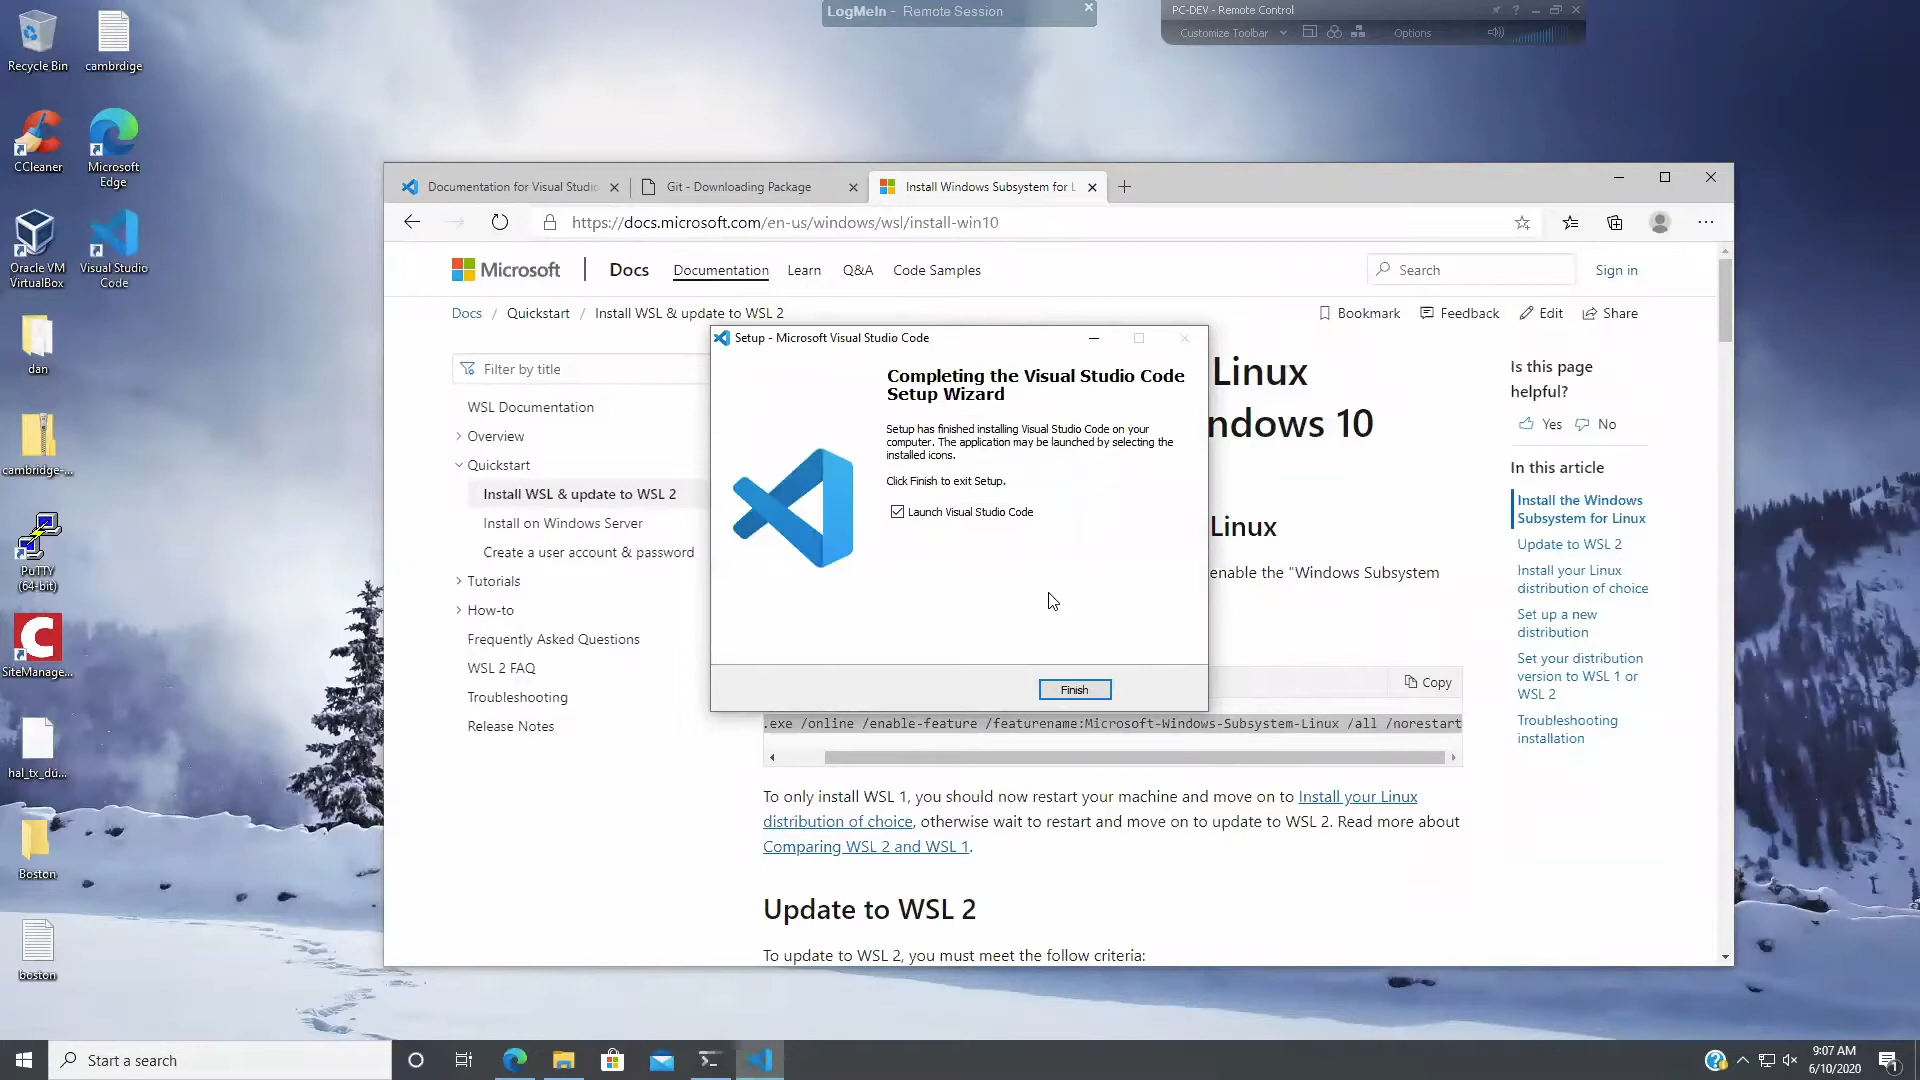 LogMeIn - Remote Session
PC-DEV - Remote Control
Customize Toolbar
Options
Recycle Bin
cambrdige
CCleaner
Microsoft
Edge
Oracle VM
VirtualBox
Visual Studio
Code
dan
cambridge-...
PuTTY
(64-bit)
SiteManage...
hal_tx_du...
Boston
boston
Documentation for Visual Studio
Git - Downloading Package
Install Windows Subsystem for L
https://docs.microsoft.com/en-us/windows/wsl/install-win10
Microsoft
Docs
Documentation
Learn
Q&A
Code Samples
Search
Sign in
Docs / Quickstart / Install WSL & update to WSL 2
Bookmark
Feedback
Edit
Share
Filter by title
WSL Documentation
Overview
Quickstart
Install WSL & update to WSL 2
Install on Windows Server
Create a user account & password
Tutorials
How-to
Frequently Asked Questions
WSL 2 FAQ
Troubleshooting
Release Notes
Setup - Microsoft Visual Studio Code
Completing the Visual Studio Code
Setup Wizard
Setup has finished installing Visual Studio Code on your
computer. The application may be launched by selecting the
installed icons.
Click Finish to exit Setup.
Launch Visual Studio Code
Finish
Linux
ndows 10
Linux
enable the "Windows Subsystem
Copy
.exe /online /enable-feature /featurename:Microsoft-Windows-Subsystem-Linux /all /norestart
To only install WSL 1, you should now restart your machine and move on to Install your Linux
distribution of choice, otherwise wait to restart and move on to update to WSL 2. Read more about
Comparing WSL 2 and WSL 1.
Update to WSL 2
To update to WSL 2, you must meet the follow criteria:
Is this page
helpful?
Yes
No
In this article
Install the Windows
Subsystem for Linux
Update to WSL 2
Install your Linux
distribution of choice
Set up a new
distribution
Set your distribution
version to WSL 1 or
WSL 2
Troubleshooting
installation
Start a search
9:07 AM
6/10/2020
1